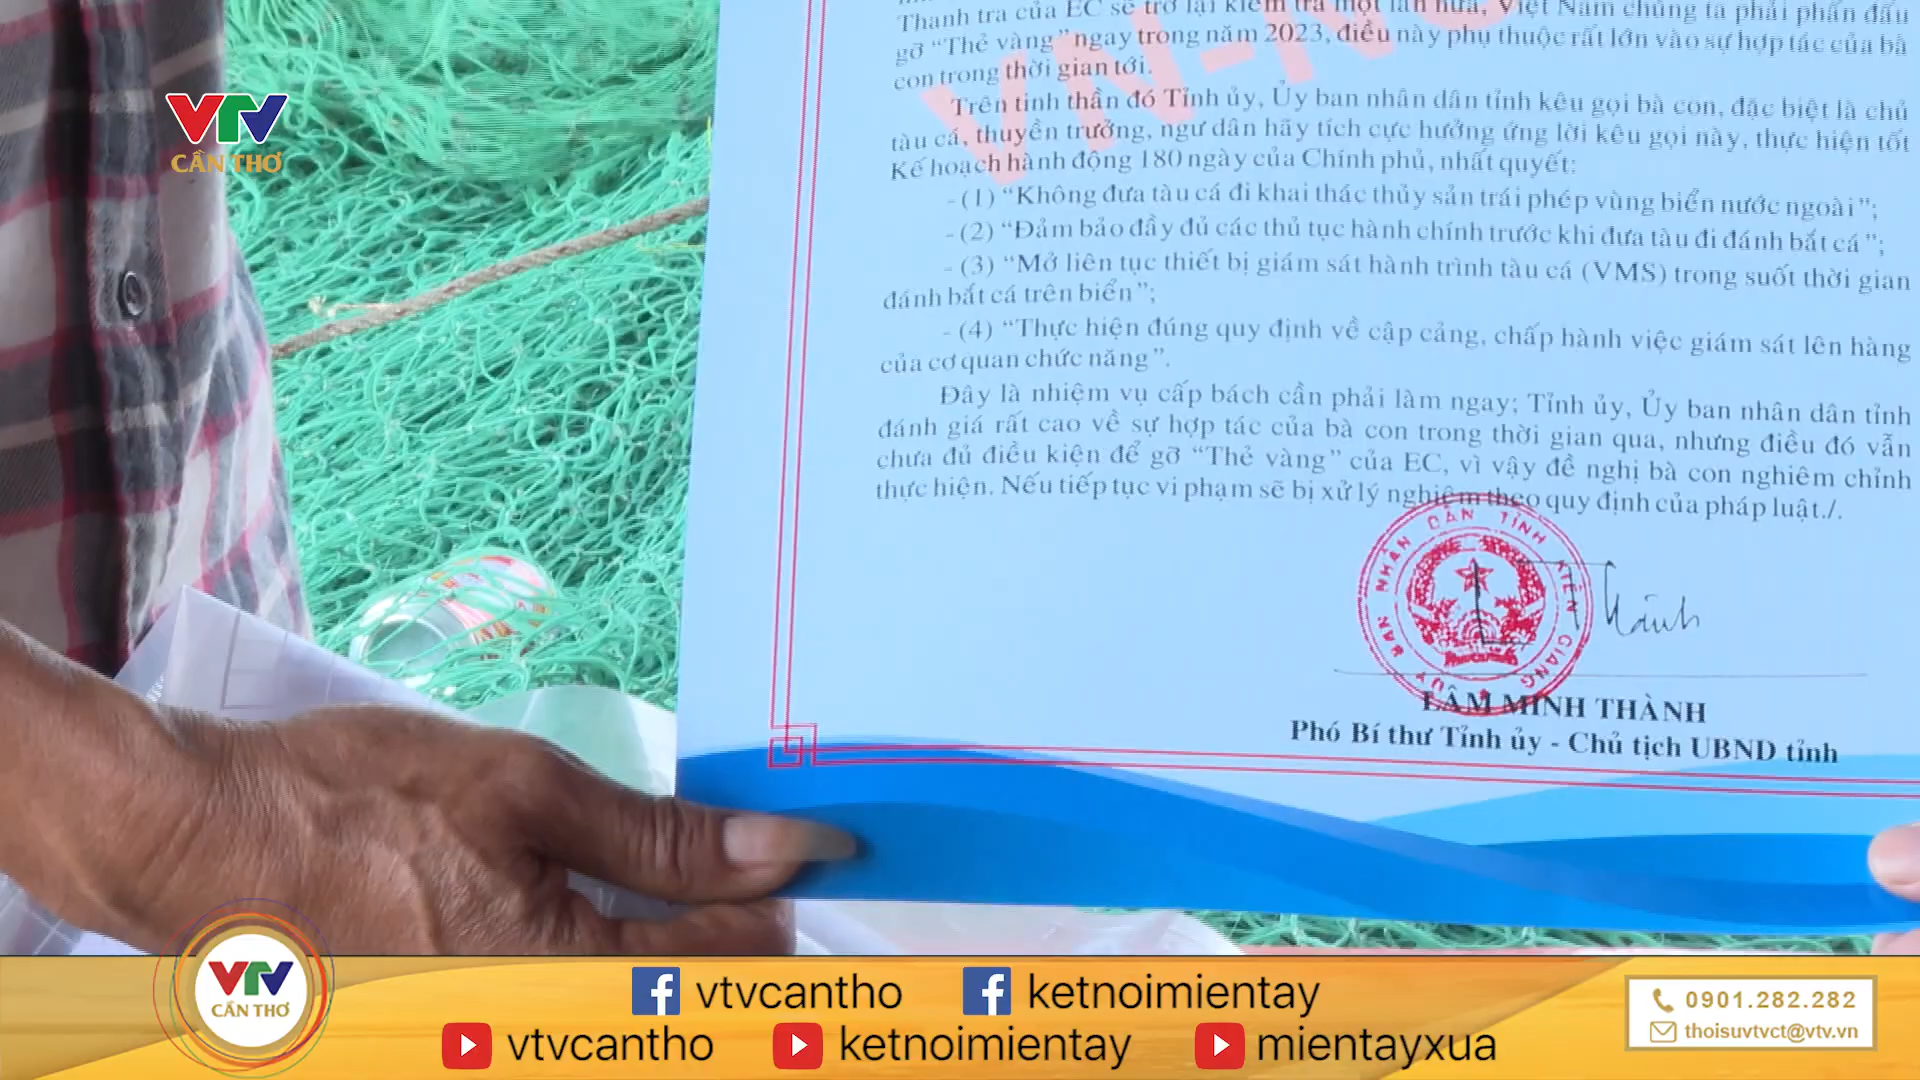 Thanh tra của EC sẽ trở lại kiểm tra một lần nữa, Việt Nam chúng ta phải phấn đấu
gỡ “Thẻ vàng” ngay trong năm 2023, điều này phụ thuộc rất lớn vào sự hợp tác của bà
con trong thời gian tới.
Trên tinh thần đó Tỉnh ủy, Ủy ban nhân dân tỉnh kêu gọi bà con, đặc biệt là chủ
tàu cá, thuyền trưởng, ngư dân hãy tích cực hưởng ứng lời kêu gọi này, thực hiện tốt
Kế hoạch hành động 180 ngày của Chính phủ, nhất quyết:
- (1) “Không đưa tàu cá đi khai thác thủy sản trái phép vùng biển nước ngoài”;
- (2) “Đảm bảo đầy đủ các thủ tục hành chính trước khi đưa tàu đi đánh bắt cá”;
- (3) “Mở liên tục thiết bị giám sát hành trình tàu cá (VMS) trong suốt thời gian
đánh bắt cá trên biển”;
- (4) “Thực hiện đúng quy định về cập cảng, chấp hành việc giám sát lên hàng
của cơ quan chức năng”.
Đây là nhiệm vụ cấp bách cần phải làm ngay; Tỉnh ủy, Ủy ban nhân dân tỉnh
đánh giá rất cao về sự hợp tác của bà con trong thời gian qua, nhưng điều đó vẫn
chưa đủ điều kiện để gỡ “Thẻ vàng” của EC, vì vậy đề nghị bà con nghiêm chỉnh
thực hiện. Nếu tiếp tục vi phạm sẽ bị xử lý nghiêm theo quy định của pháp luật./.
ỦY BAN NHÂN DÂN TỈNH KIÊN GIANG
LÂM MINH THÀNH
Phó Bí thư Tỉnh ủy - Chủ tịch UBND tỉnh
VTV
CẦN THƠ
VTV
CẦN THƠ
vtvcantho
ketnoimientay
vtvcantho
ketnoimientay
mientayxua
0901.282.282
thoisuvtvct@vtv.vn